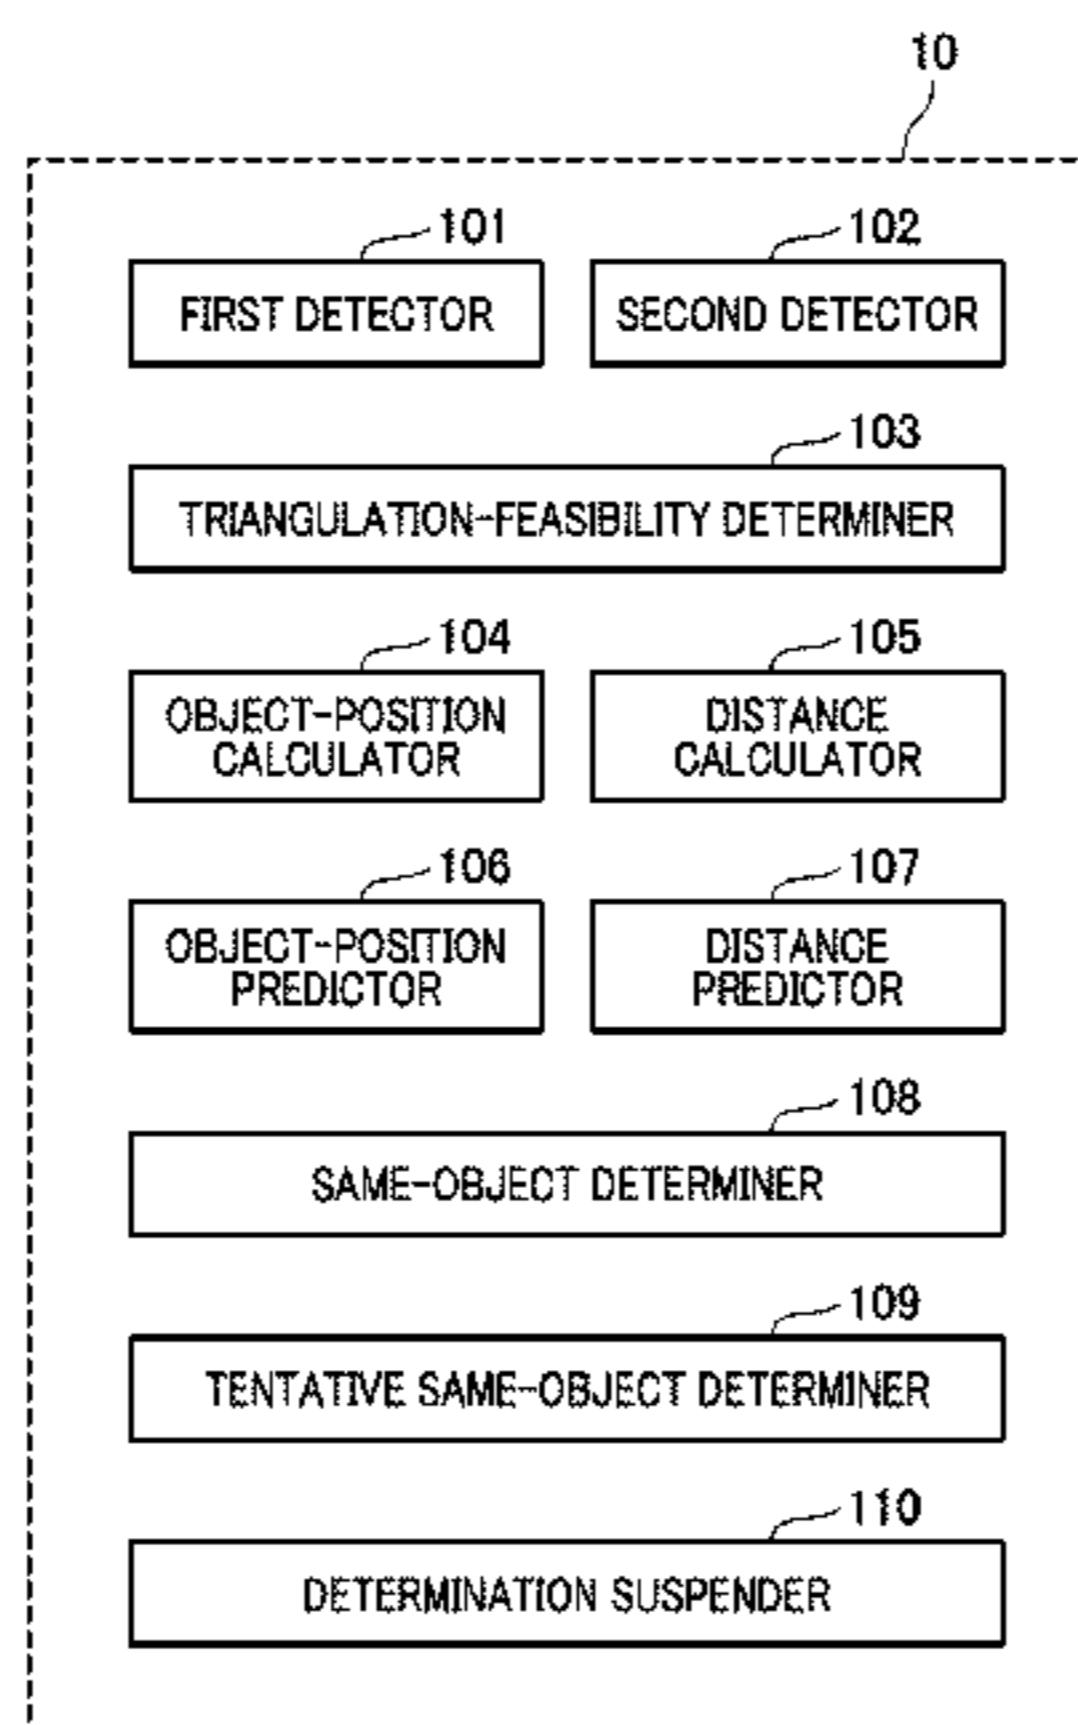 10
101
102
FIRST DETECTOR
SECOND DETECTOR
103
TRIANGULATION-FEASIBILITY DETERMINER
104
105
OBJECT-POSITION
CALCULATOR
DISTANCE
CALCULATOR
106
107
OBJECT-POSITION
PREDICTOR
DISTANCE
PREDICTOR
108
SAME-OBJECT DETERMINER
109
TENTATIVE SAME-OBJECT DETERMINER
110
DETERMINATION SUSPENDER